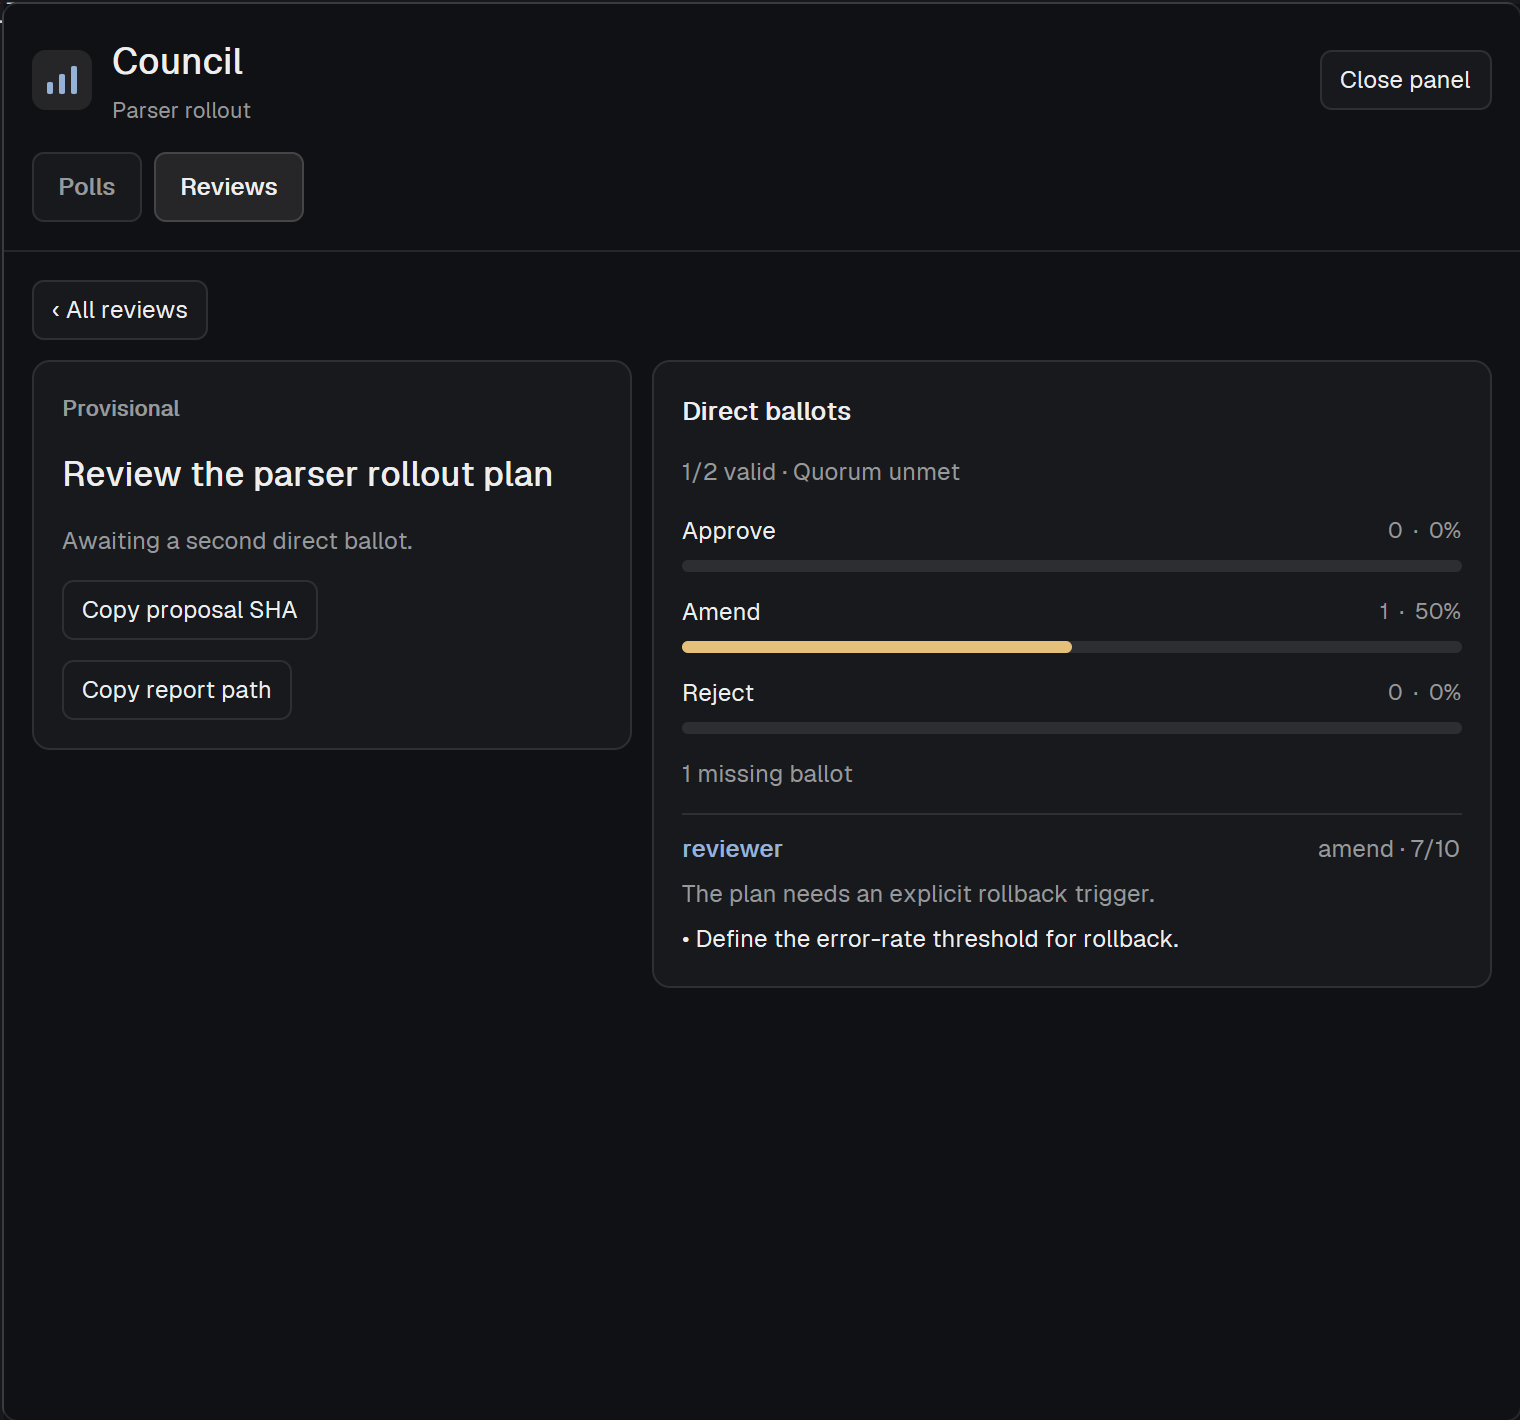 Council
Parser rollout
Close panel
Polls
Reviews
‹ All reviews
Provisional
Review the parser rollout plan
Awaiting a second direct ballot.
Copy proposal SHA
Copy report path
Direct ballots
1/2 valid · Quorum unmet
Approve
0 · 0%
Amend
1 · 50%
Reject
0 · 0%
1 missing ballot
reviewer
amend · 7/10
The plan needs an explicit rollback trigger.
• Define the error-rate threshold for rollback.